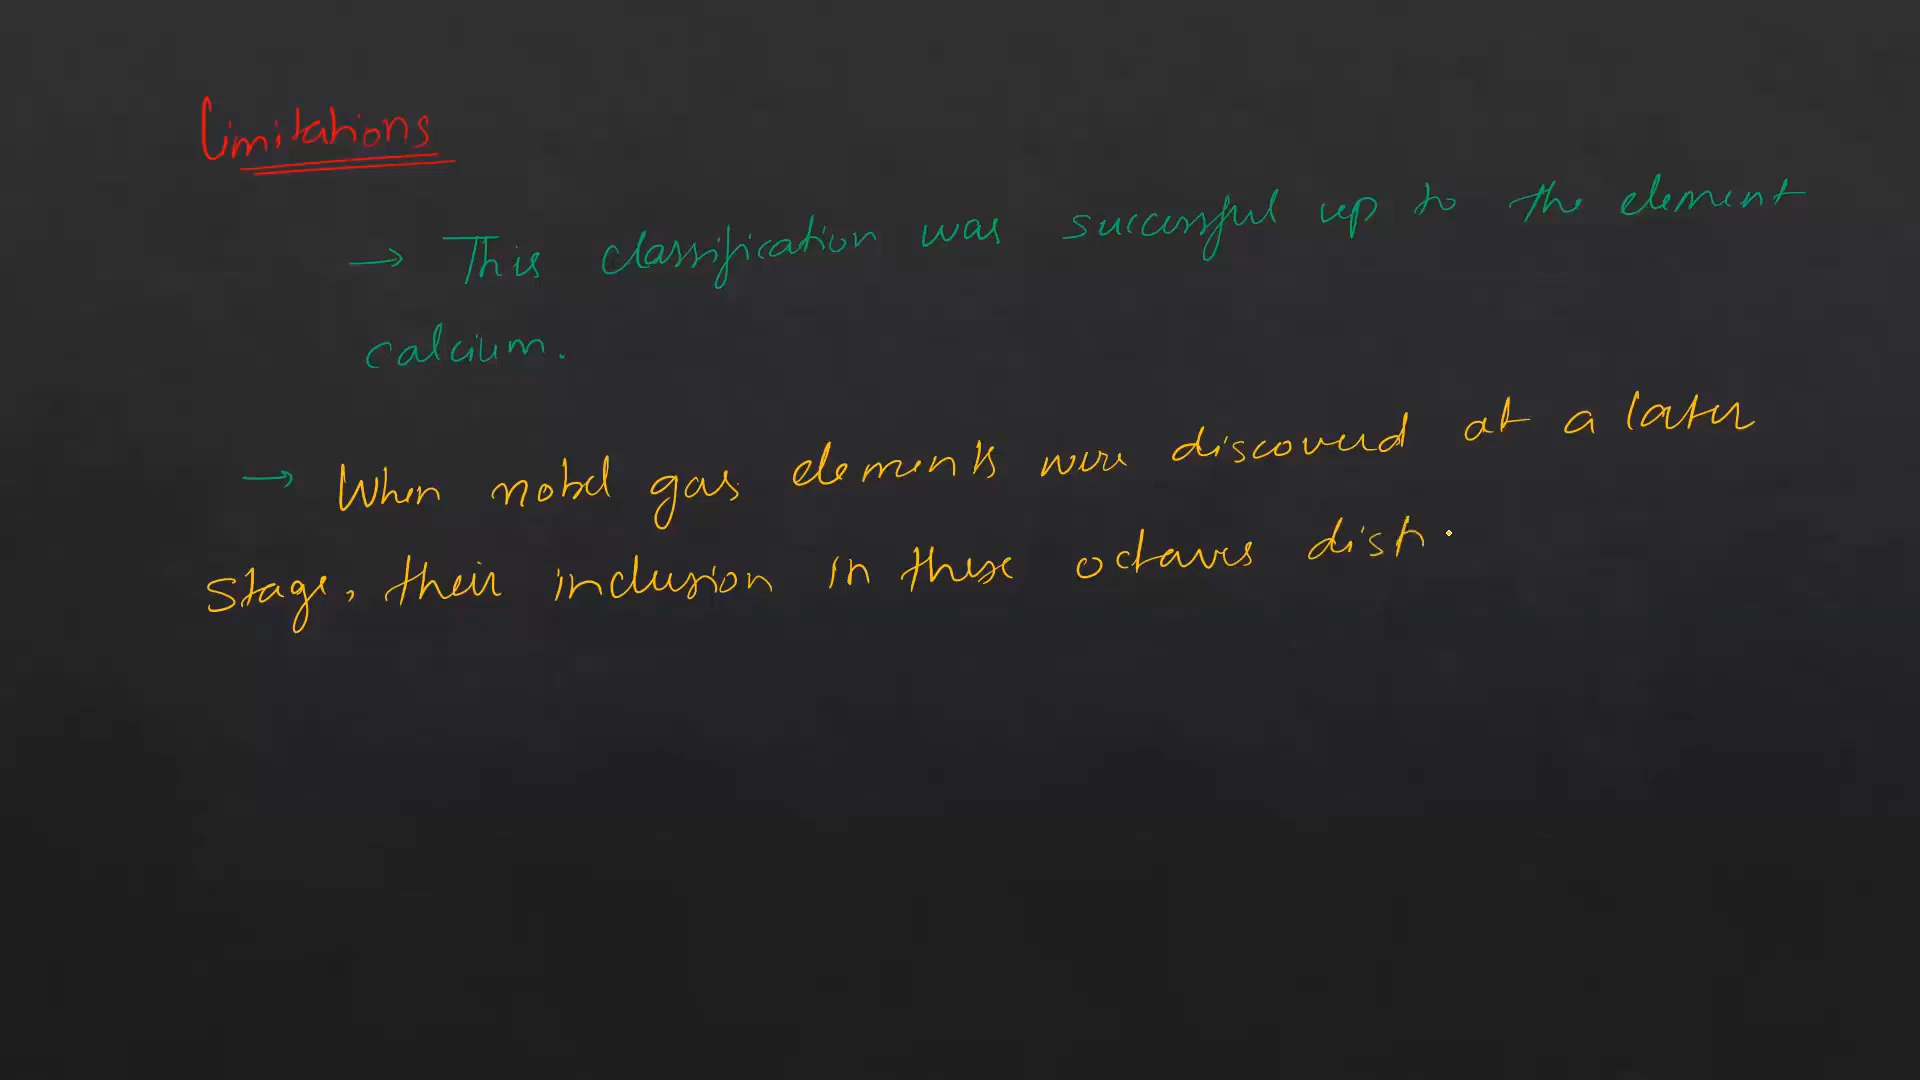 Limitations
→ This classification was successful up to the element
calcium.
→ When nobel gas elements were discovered at a later
stage, their inclusion in these octaves dist